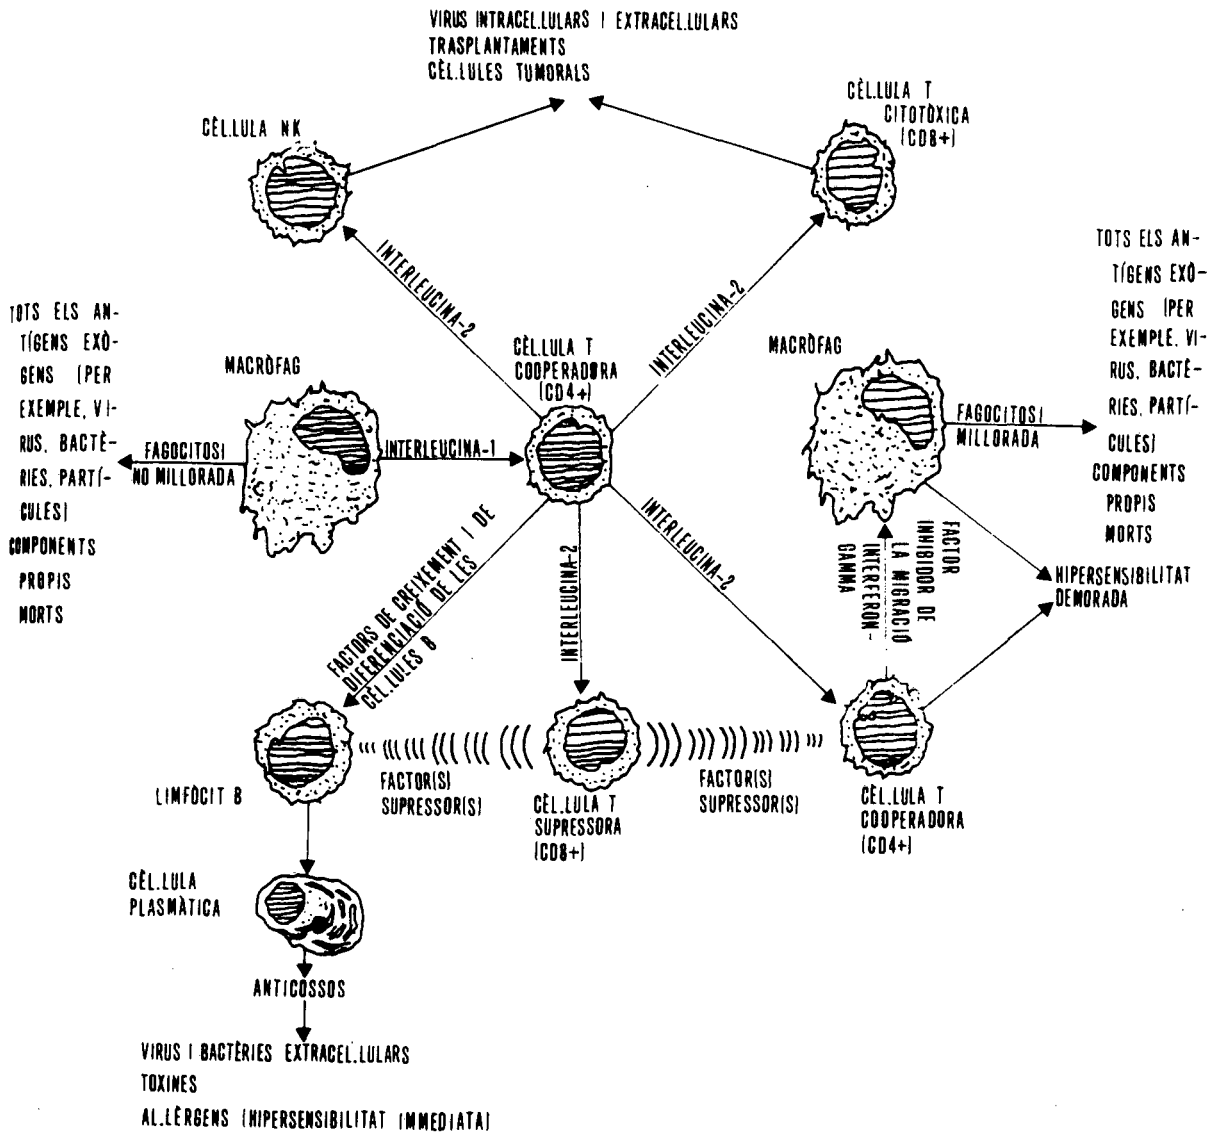 VIRUS INTRACEL.LULARS I EXTRACEL.LULARS
TRASPLANTAMENTS
CÈL.LULES TUMORALS
CÈL.LULA NK
CÈL.LULA T
CITOTÒXICA
(CD8+)
INTERLEUCINA-2
INTERLEUCINA-2
TOTS ELS AN-
TÍGENS EXÒ-
GENS (PER
EXEMPLE, VI-
RUS, BACTÈ-
RIES, PARTÍ-
CULES)
COMPONENTS
PROPIS
MORTS
FAGOCITOSI
NO MILLORADA
MACRÒFAG
INTERLEUCINA-1
CÈL.LULA T
COOPERADORA
(CD4+)
MACRÒFAG
FAGOCITOSI
MILLORADA
TOTS ELS AN-
TÍGENS EXÒ-
GENS (PER
EXEMPLE, VI-
RUS, BACTÈ-
RIES, PARTÍ-
CULES)
COMPONENTS
PROPIS
MORTS
FACTORS DE CREIXEMENT I DE
DIFERENCIACIÓ DE LES
CÈL.LULES B
INTERLEUCINA-2
INTERLEUCINA-2
FACTOR
INHIBIDOR DE
LA MIGRACIÓ
INTERFERON-
GAMMA
HIPERSENSIBILITAT
DEMORADA
LIMFÒCIT B
FACTOR(S)
SUPRESSOR(S)
CÈL.LULA T
SUPRESSORA
(CD8+)
FACTOR(S)
SUPRESSOR(S)
CÈL.LULA T
COOPERADORA
(CD4+)
CÈL.LULA
PLASMÀTICA
ANTICOSSOS
VIRUS I BACTÈRIES EXTRACEL.LULARS
TOXINES
AL.LÈRGENS (HIPERSENSIBILITAT IMMEDIATA)